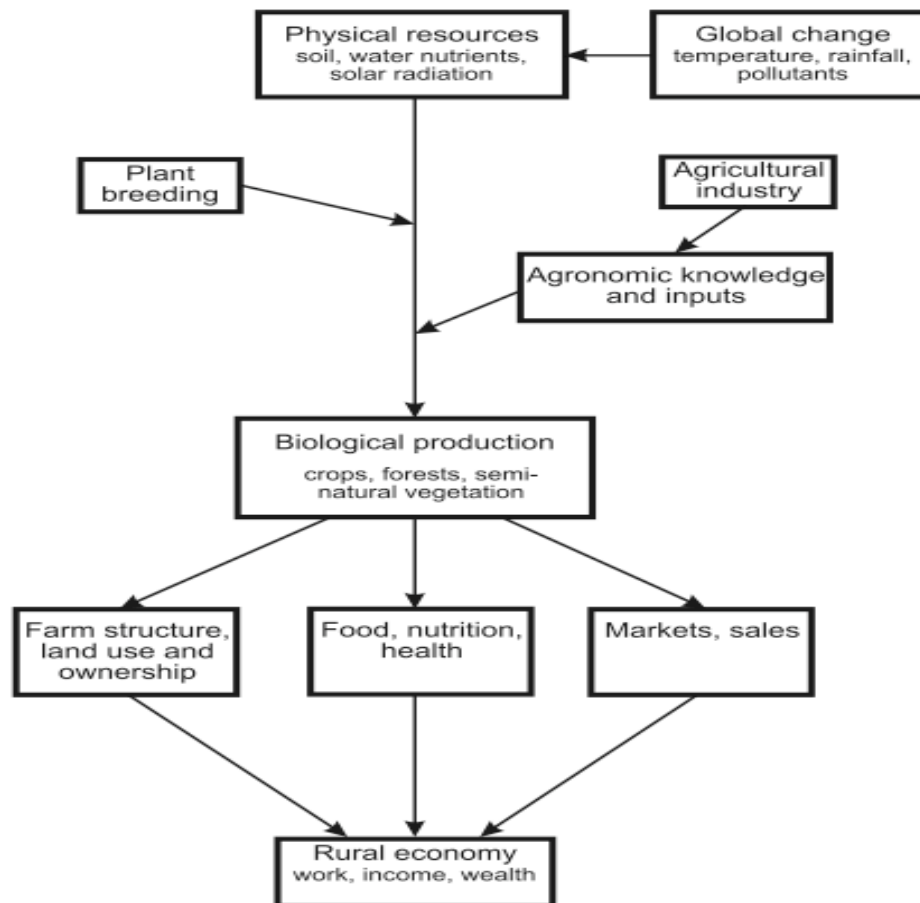 Physical resources
soil, water nutrients,
solar radiation
Global change
temperature, rainfall,
pollutants
Plant
breeding
Agricultural
industry
Agronomic knowledge
and inputs
Biological production
crops, forests, semi-
natural vegetation
Farm structure,
land use and
ownership
Food, nutrition,
health
Markets, sales
Rural economy
work, income, wealth